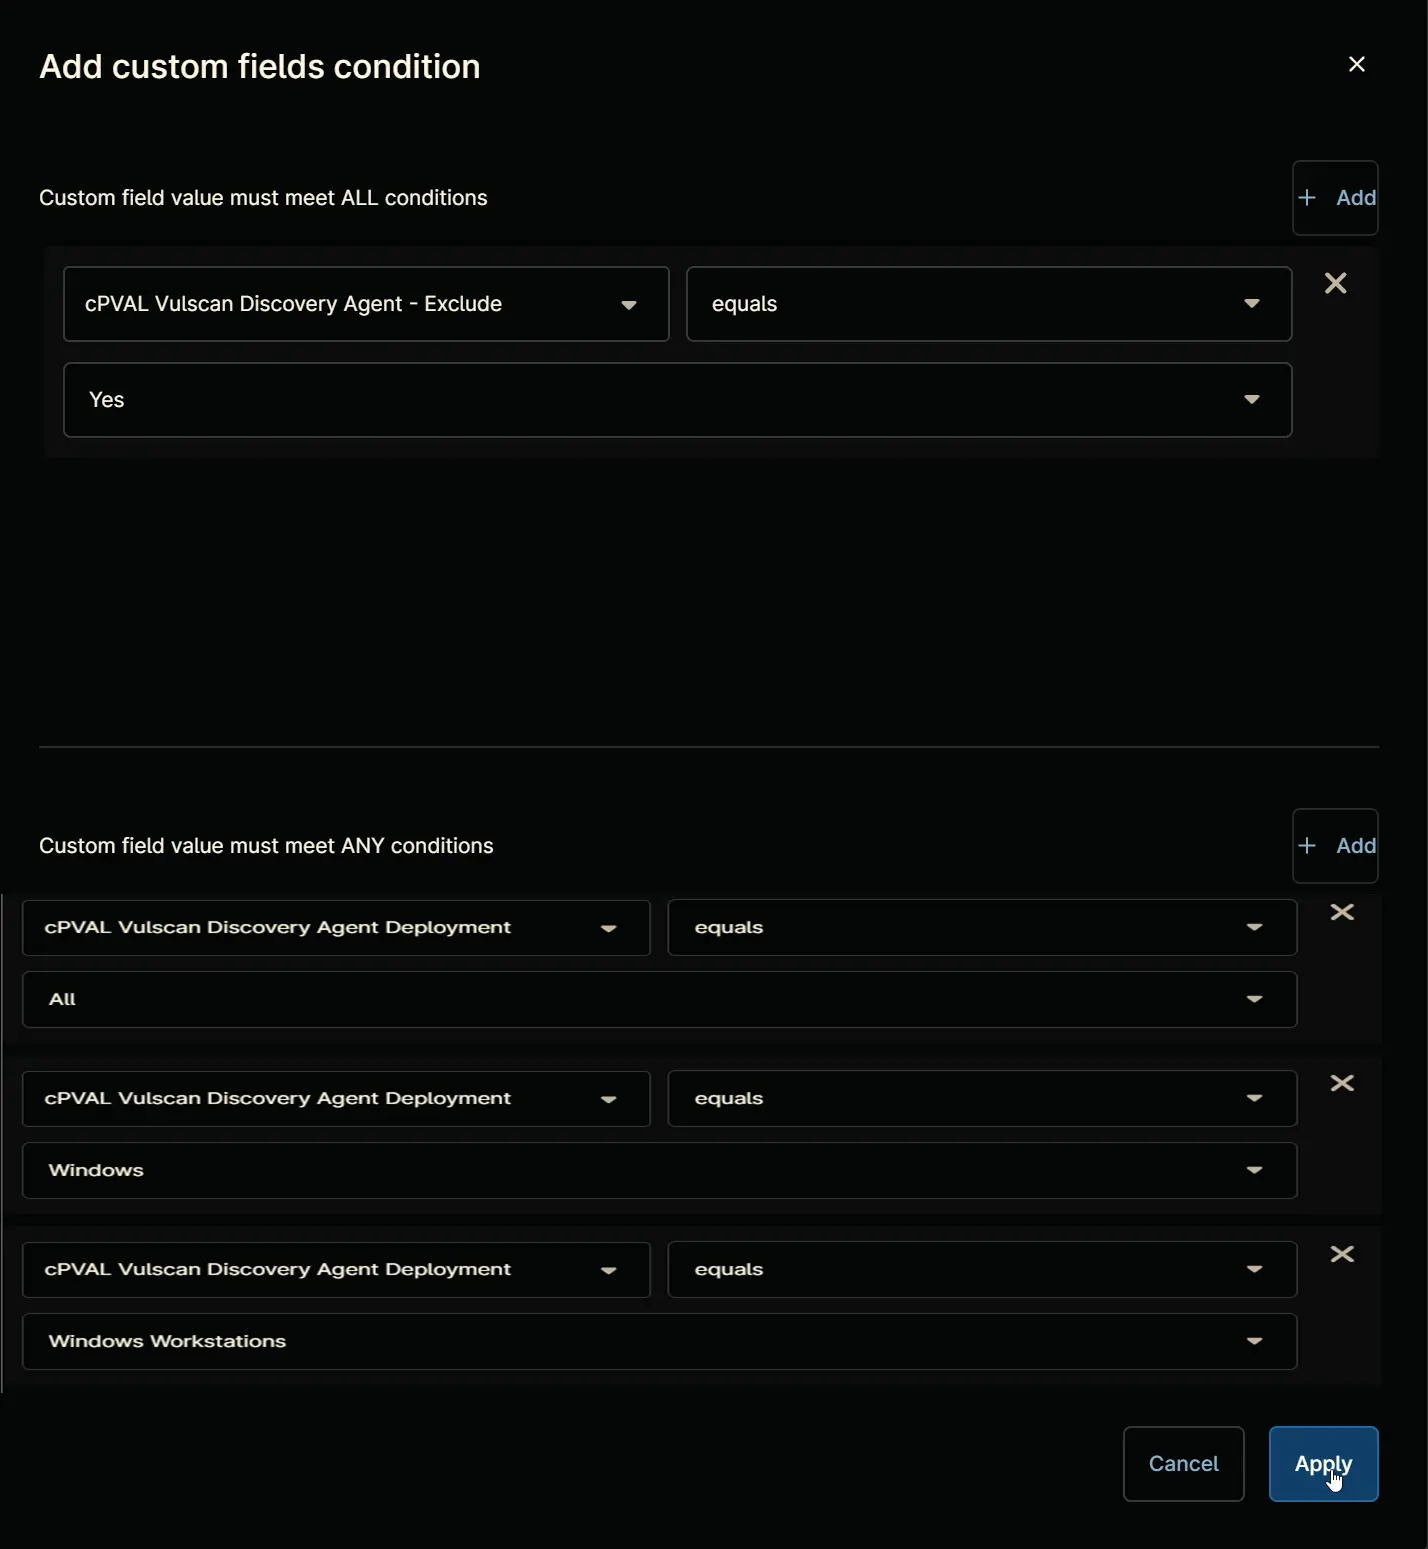 Add custom fields condition
Custom field value must meet ALL conditions
+ Add
cPVAL Vulscan Discovery Agent - Exclude
equals
Yes
Custom field value must meet ANY conditions
+ Add
cPVAL Vulscan Discovery Agent Deployment
equals
All
cPVAL Vulscan Discovery Agent Deployment
equals
Windows
cPVAL Vulscan Discovery Agent Deployment
equals
Windows Workstations
Cancel
Apply